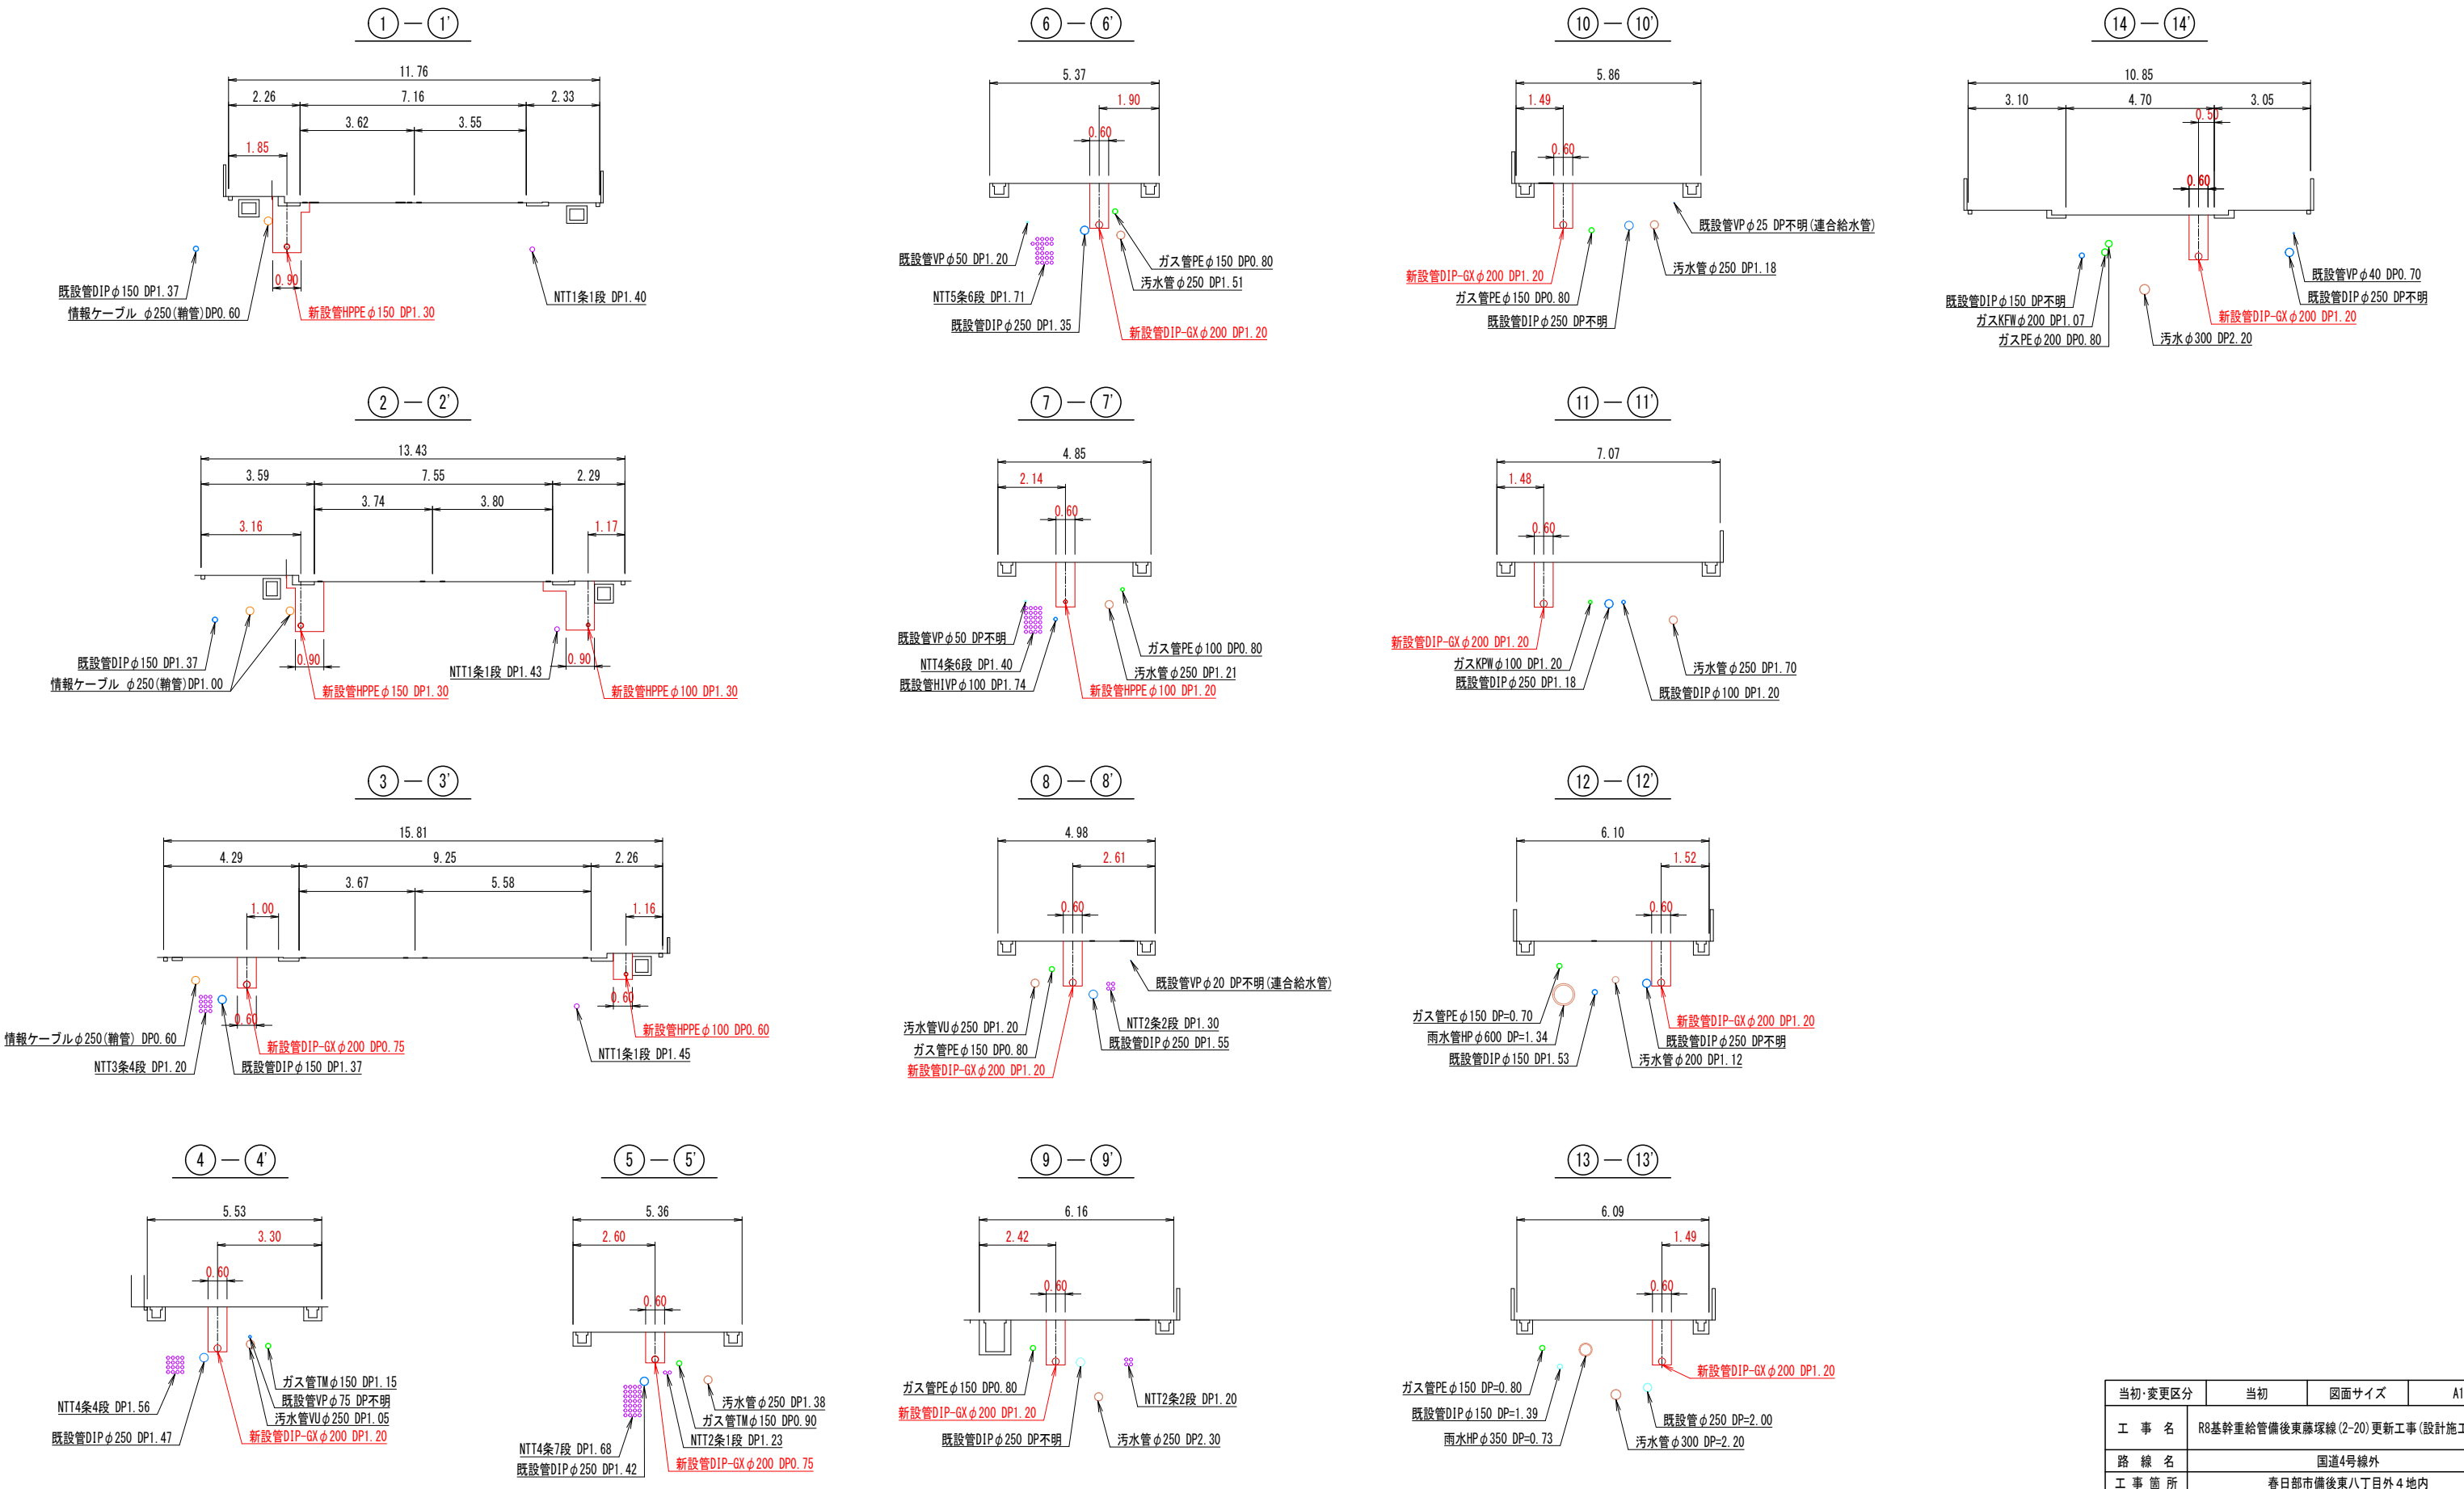 1 — 1'
11.76
2.26 7.16 2.33
3.62 3.55
1.85
0.90
既設管DIPφ150 DP1.37
情報ケーブル φ250(鞘管)DP0.60
新設管HPPEφ150 DP1.30
NTT1条1段 DP1.40
2 — 2'
13.43
3.59 7.55 2.29
3.74 3.80
3.16 1.17
0.90 0.90
既設管DIPφ150 DP1.37
情報ケーブル φ250(鞘管)DP1.00
新設管HPPEφ150 DP1.30
NTT1条1段 DP1.43
新設管HPPEφ100 DP1.30
3 — 3'
15.81
4.29 9.25 2.26
3.67 5.58
1.00 1.16
0.60 0.60
情報ケーブルφ250(鞘管) DP0.60
NTT3条4段 DP1.20
新設管DIP-GXφ200 DP0.75
既設管DIPφ150 DP1.37
新設管HPPEφ100 DP0.60
NTT1条1段 DP1.45
4 — 4'
5.53
3.30
0.60
NTT4条4段 DP1.56
既設管DIPφ250 DP1.47
ガス管TMφ150 DP1.15
既設管VPφ75 DP不明
汚水管VUφ250 DP1.05
新設管DIP-GXφ200 DP1.20
5 — 5'
5.36
2.60
0.60
NTT4条7段 DP1.68
既設管DIPφ250 DP1.42
汚水管φ250 DP1.38
ガス管TMφ150 DP0.90
NTT2条1段 DP1.23
新設管DIP-GXφ200 DP0.75
6 — 6'
5.37
1.90
0.60
既設管VPφ50 DP1.20
NTT5条6段 DP1.71
既設管DIPφ250 DP1.35
ガス管PEφ150 DP0.80
汚水管φ250 DP1.51
新設管DIP-GXφ200 DP1.20
7 — 7'
4.85
2.14
0.60
既設管VPφ50 DP不明
NTT4条6段 DP1.40
既設管HIVPφ100 DP1.74
ガス管PEφ100 DP0.80
汚水管φ250 DP1.21
新設管HPPEφ100 DP1.20
8 — 8'
4.98
2.61
0.60
既設管VPφ20 DP不明(連合給水管)
汚水管VUφ250 DP1.20
ガス管PEφ150 DP0.80
新設管DIP-GXφ200 DP1.20
NTT2条2段 DP1.30
既設管DIPφ250 DP1.55
9 — 9'
6.16
2.42
0.60
ガス管PEφ150 DP0.80
新設管DIP-GXφ200 DP1.20
既設管DIPφ250 DP不明
NTT2条2段 DP1.20
汚水管φ250 DP2.30
10 — 10'
5.86
1.49
0.60
既設管VPφ25 DP不明(連合給水管)
新設管DIP-GXφ200 DP1.20
ガス管PEφ150 DP0.80
既設管DIPφ250 DP不明
汚水管φ250 DP1.18
11 — 11'
7.07
1.48
0.60
新設管DIP-GXφ200 DP1.20
ガスKPWφ100 DP1.20
既設管DIPφ250 DP1.18
汚水管φ250 DP1.70
既設管DIPφ100 DP1.20
12 — 12'
6.10
1.52
0.60
ガス管PEφ150 DP=0.70
雨水管HPφ600 DP=1.34
既設管DIPφ150 DP1.53
新設管DIP-GXφ200 DP1.20
既設管DIPφ250 DP不明
汚水管φ200 DP1.12
13 — 13'
6.09
1.49
0.60
新設管DIP-GXφ200 DP1.20
ガス管PEφ150 DP=0.80
既設管DIPφ150 DP=1.39
雨水HPφ350 DP=0.73
既設管φ250 DP=2.00
汚水管φ300 DP=2.20
14 — 14'
10.85
3.10 4.70 3.05
0.50
0.60
既設管DIPφ150 DP不明
ガスKFWφ200 DP1.07
ガスPEφ200 DP0.80
既設管VPφ40 DP0.70
既設管DIPφ250 DP不明
新設管DIP-GXφ200 DP1.20
汚水φ300 DP2.20
当初・変更区分 当初 図面サイズ A1
工事名 R8基幹重給管備後東藤塚線(2-20)更新工事(設計施工
路線名 国道4号線外
工事箇所 春日部市備後東八丁目外4地内